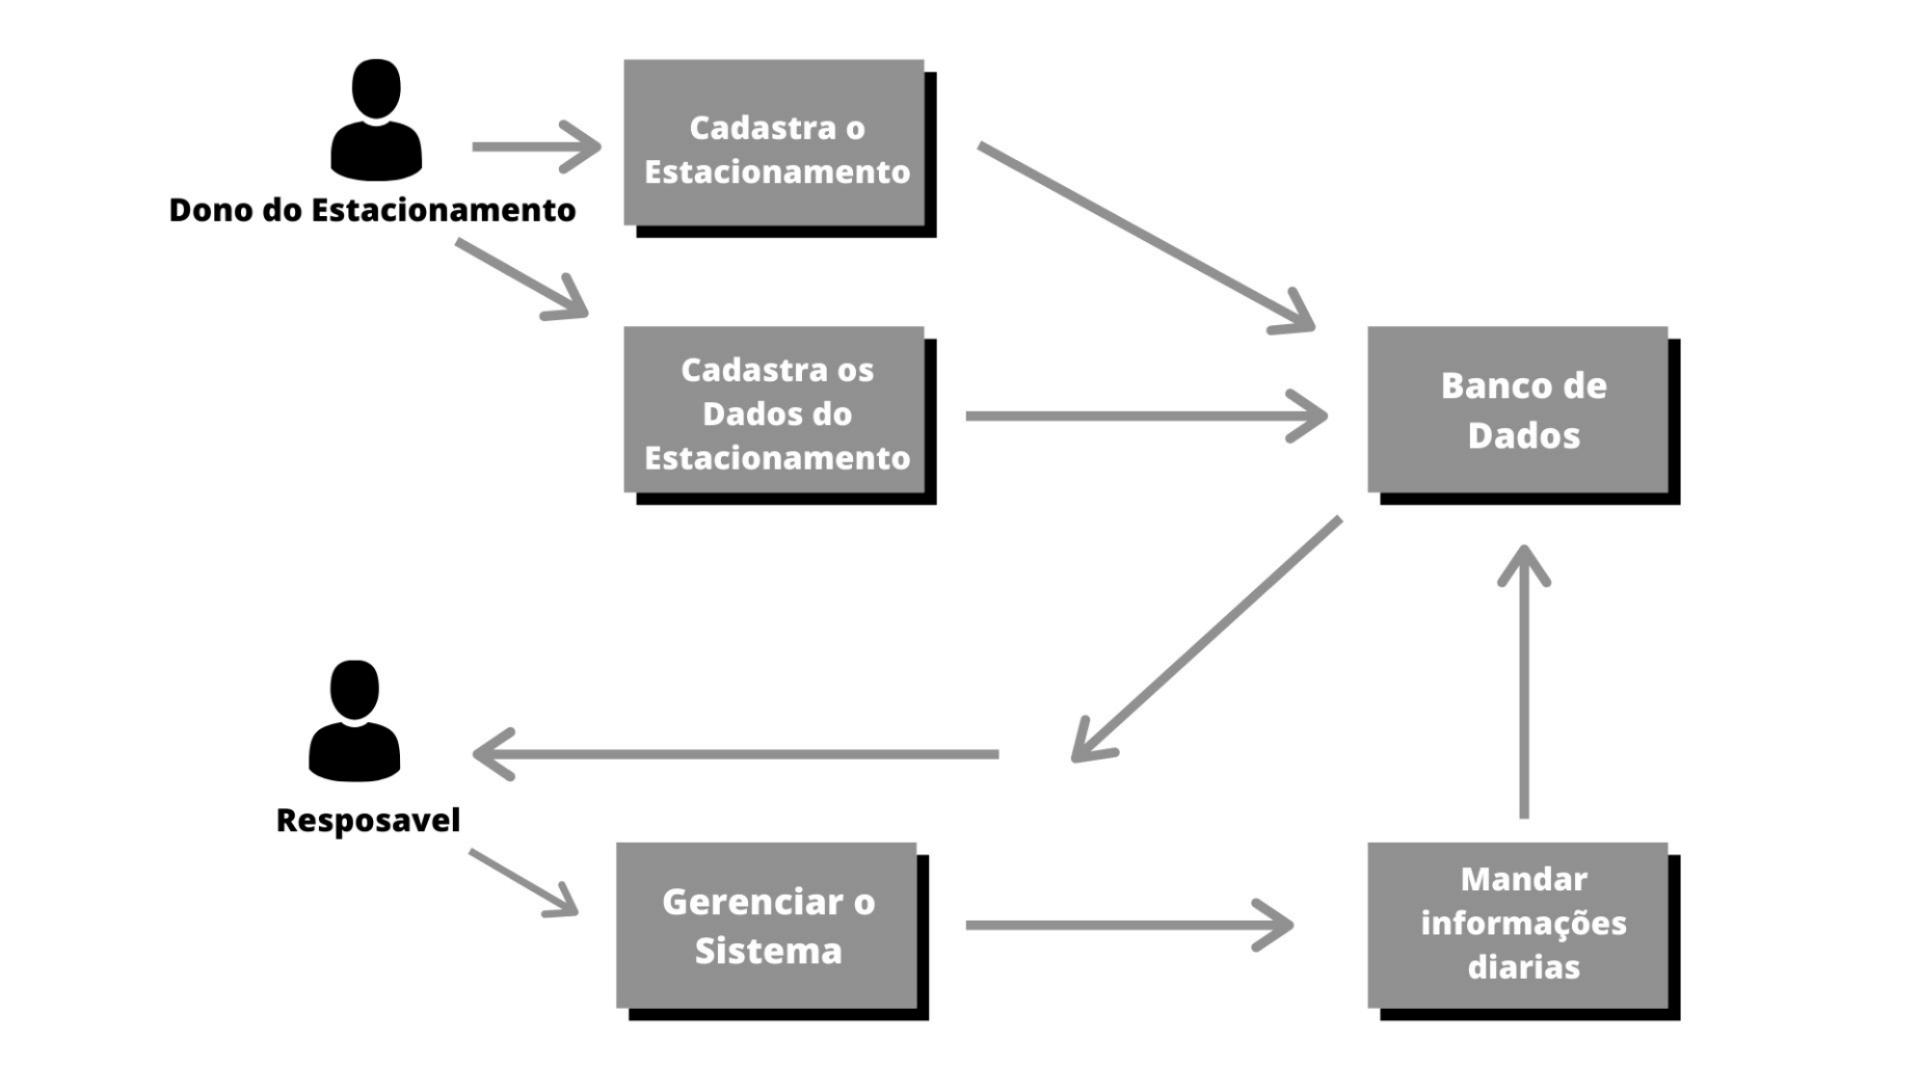 Cadastra o
Estacionamento
Dono do Estacionamento
Cadastra os
Dados do
Estacionamento
Banco de
Dados
Resposavel
Gerenciar o
Sistema
Mandar
informações
diarias